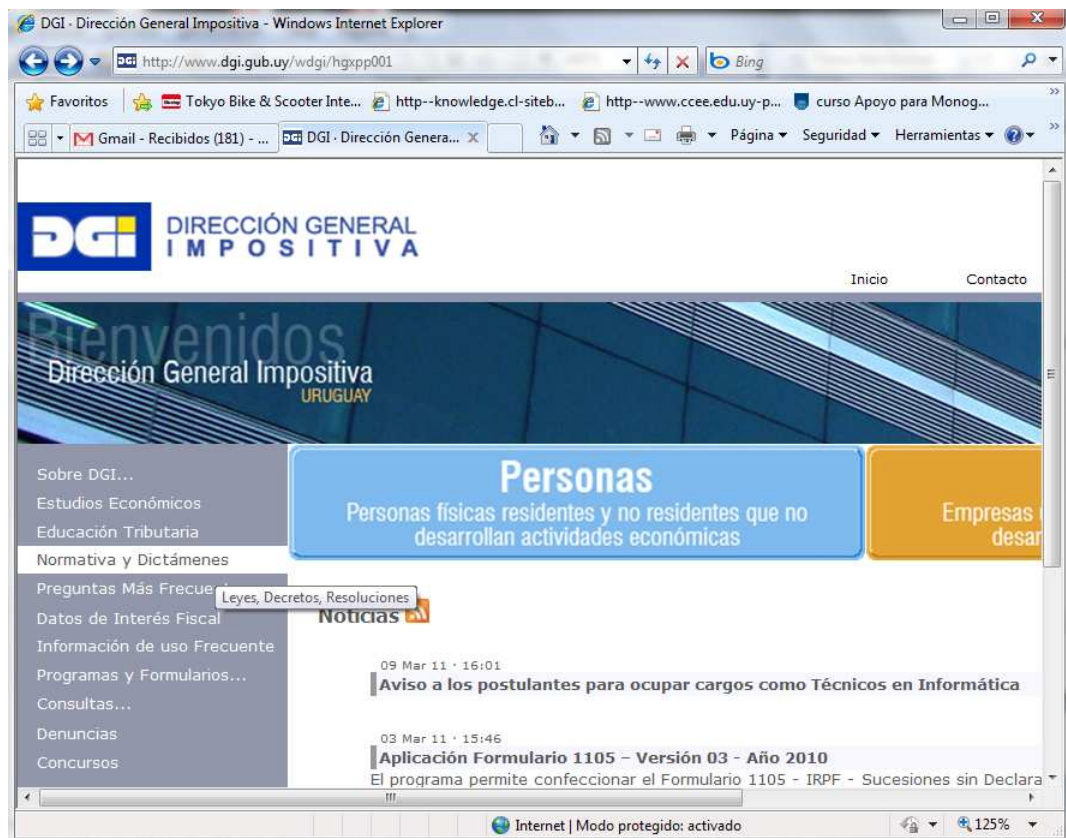 DGI - Dirección General Impositiva - Windows Internet Explorer
http://www.dgi.gub.uy/wdgi/hgxpp001
Bing
Favoritos
Tokyo Bike & Scooter Inte...
http--knowledge.cl-siteb...
http--www.ccee.edu.uy-p...
curso Apoyo para Monog...
Gmail - Recibidos (181) - ...
DGI · Dirección Genera...
Página
Seguridad
Herramientas
DGI
DIRECCIÓN GENERAL
IMPOSITIVA
Inicio
Contacto
Bienvenidos
Dirección General Impositiva
URUGUAY
Sobre DGI...
Estudios Económicos
Educación Tributaria
Normativa y Dictámenes
Preguntas Más
Leyes, Decretos, Resoluciones
Datos de Interés Fiscal
Información de uso Frecuente
Programas y Formularios...
Consultas...
Denuncias
Concursos
Personas
Personas físicas residentes y no residentes que no
desarrollan actividades económicas
Empresas
desar
Noticias
09 Mar 11 · 16:01
Aviso a los postulantes para ocupar cargos como Técnicos en Informática
03 Mar 11 · 15:46
Aplicación Formulario 1105 – Versión 03 - Año 2010
El programa permite confeccionar el Formulario 1105 - IRPF - Sucesiones sin Declara
Internet | Modo protegido: activado
125%